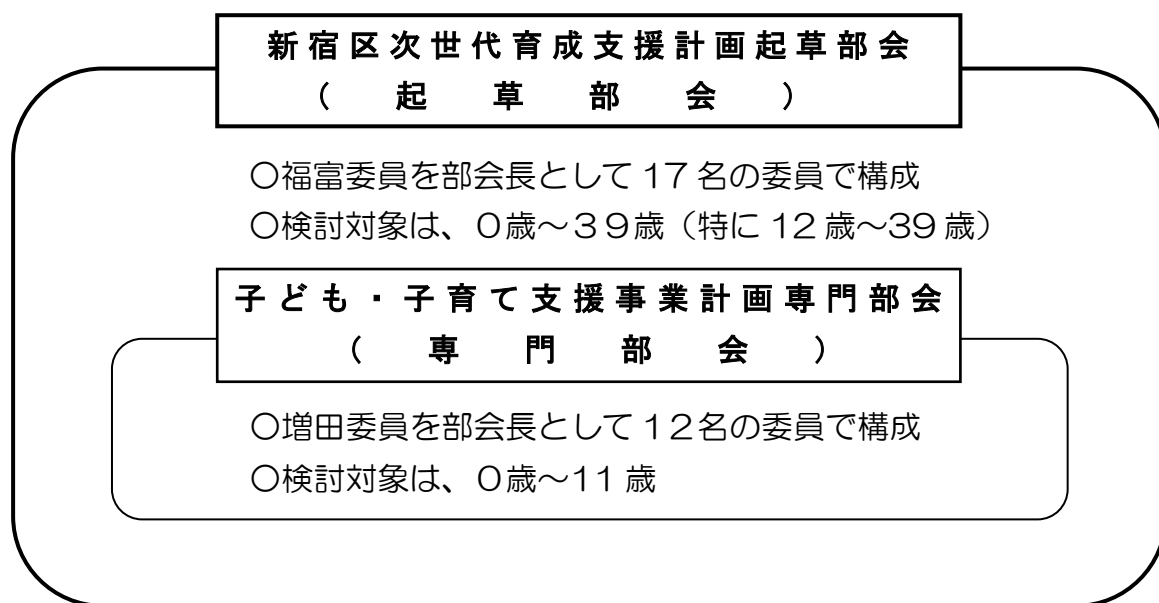 新宿区次世代育成支援計画起草部会
（起草部会）
〇福富委員を部会長として17名の委員で構成
〇検討対象は、０歳～３９歳（特に12歳～39歳）
子ども・子育て支援事業計画専門部会
（専門部会）
〇増田委員を部会長として１２名の委員で構成
〇検討対象は、０歳～11歳